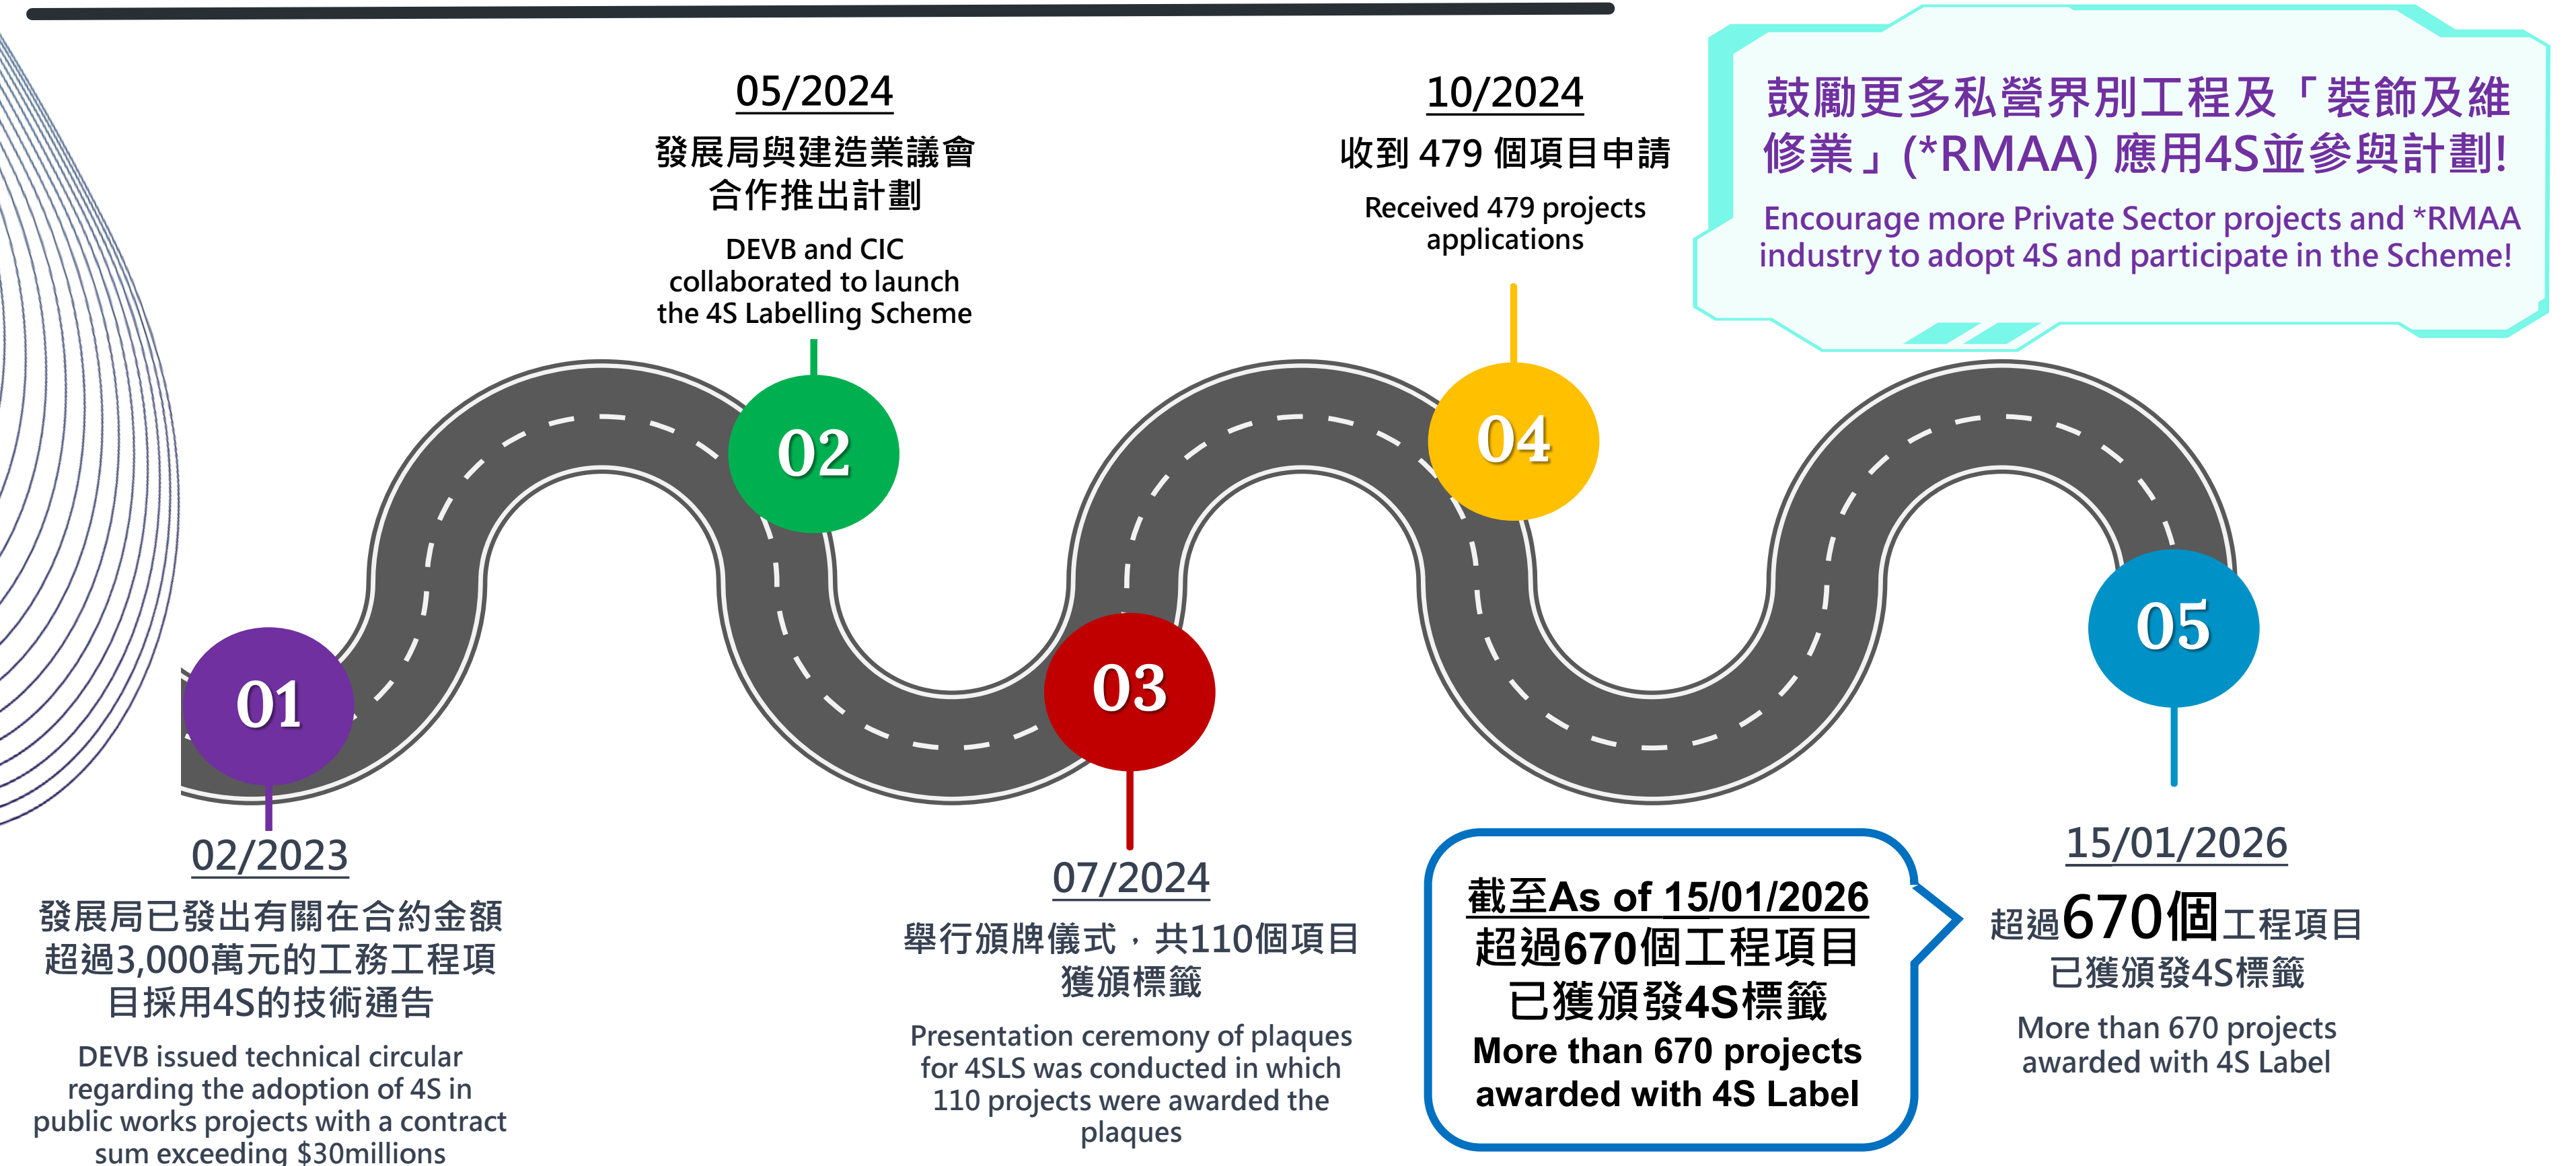 05/2024
發展局與建造業議會
合作推出計劃
DEVB and CIC
collaborated to launch
the 4S Labelling Scheme
10/2024
收到 479 個項目申請
Received 479 projects
applications
鼓勵更多私營界別工程及「裝飾及維
修業」(*RMAA) 應用4S並參與計劃!
Encourage more Private Sector projects and *RMAA
industry to adopt 4S and participate in the Scheme!
01
02
03
04
05
02/2023
發展局已發出有關在合約金額
超過3,000萬元的工務工程項
目採用4S的技術通告
DEVB issued technical circular
regarding the adoption of 4S in
public works projects with a contract
sum exceeding $30millions
07/2024
舉行頒牌儀式，共110個項目
獲頒標籤
Presentation ceremony of plaques
for 4SLS was conducted in which
110 projects were awarded the
plaques
截至As of 15/01/2026
超過670個工程項目
已獲頒發4S標籤
More than 670 projects
awarded with 4S Label
15/01/2026
超過670個工程項目
已獲頒發4S標籤
More than 670 projects
awarded with 4S Label